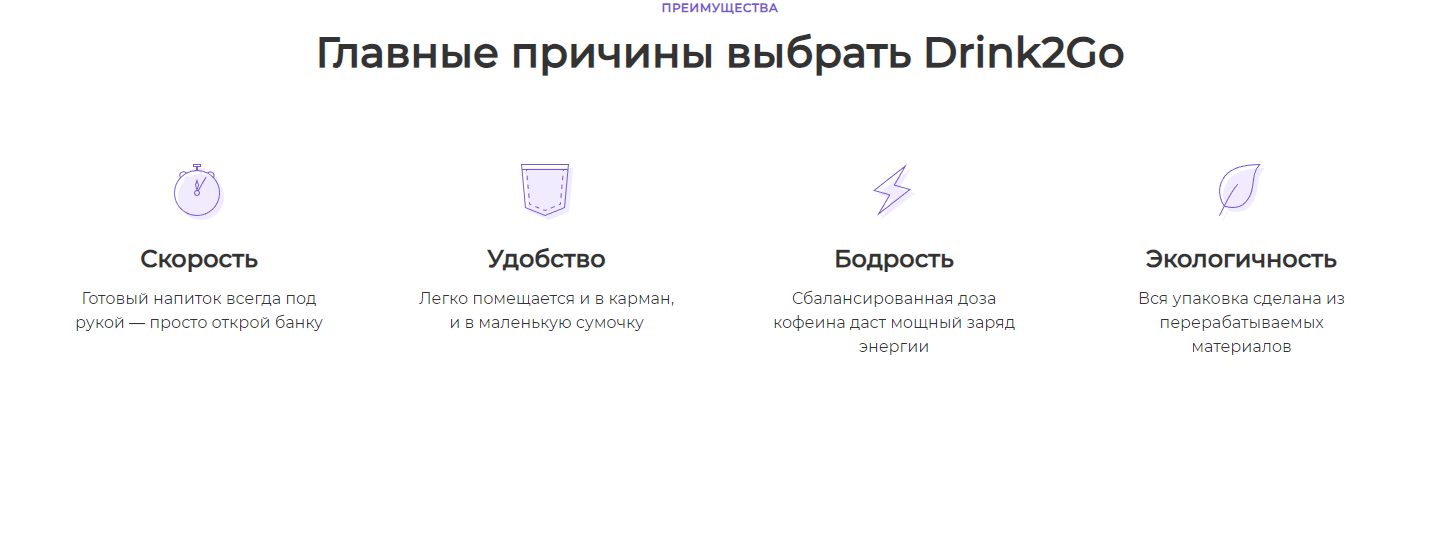 ПРЕИМУЩЕСТВА
Главные причины выбрать Drink2Go
Скорость
Готовый напиток всегда под
рукой — просто открой банку
Удобство
Легко помещается и в карман,
и в маленькую сумочку
Бодрость
Сбалансированная доза
кофеина даст мощный заряд
энергии
Экологичность
Вся упаковка сделана из
перерабатываемых
материалов